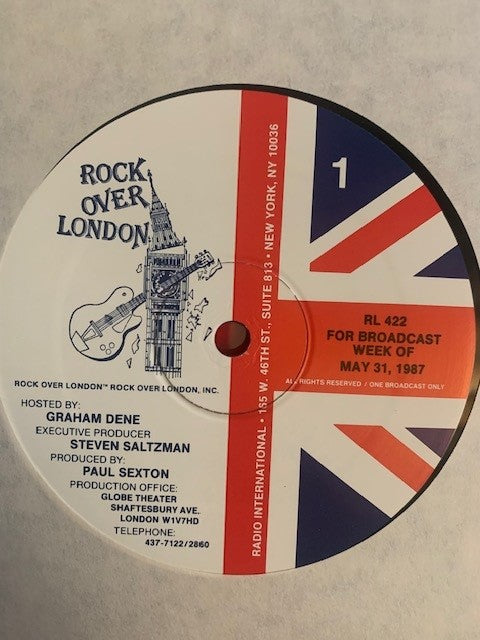 ROCK
OVER
LONDON
ROCK OVER LONDON™ ROCK OVER LONDON, INC.
HOSTED BY:
GRAHAM DENE
EXECUTIVE PRODUCER
STEVEN SALTZMAN
PRODUCED BY:
PAUL SEXTON
PRODUCTION OFFICE:
GLOBE THEATER
SHAFTESBURY AVE.
LONDON W1V7HD
TELEPHONE:
437-7122/2860
RADIO INTERNATIONAL • 155 W. 46TH ST., SUITE 813 • NEW YORK, NY 10036
1
RL 422
FOR BROADCAST
WEEK OF
MAY 31, 1987
ALL RIGHTS RESERVED / ONE BROADCAST ONLY